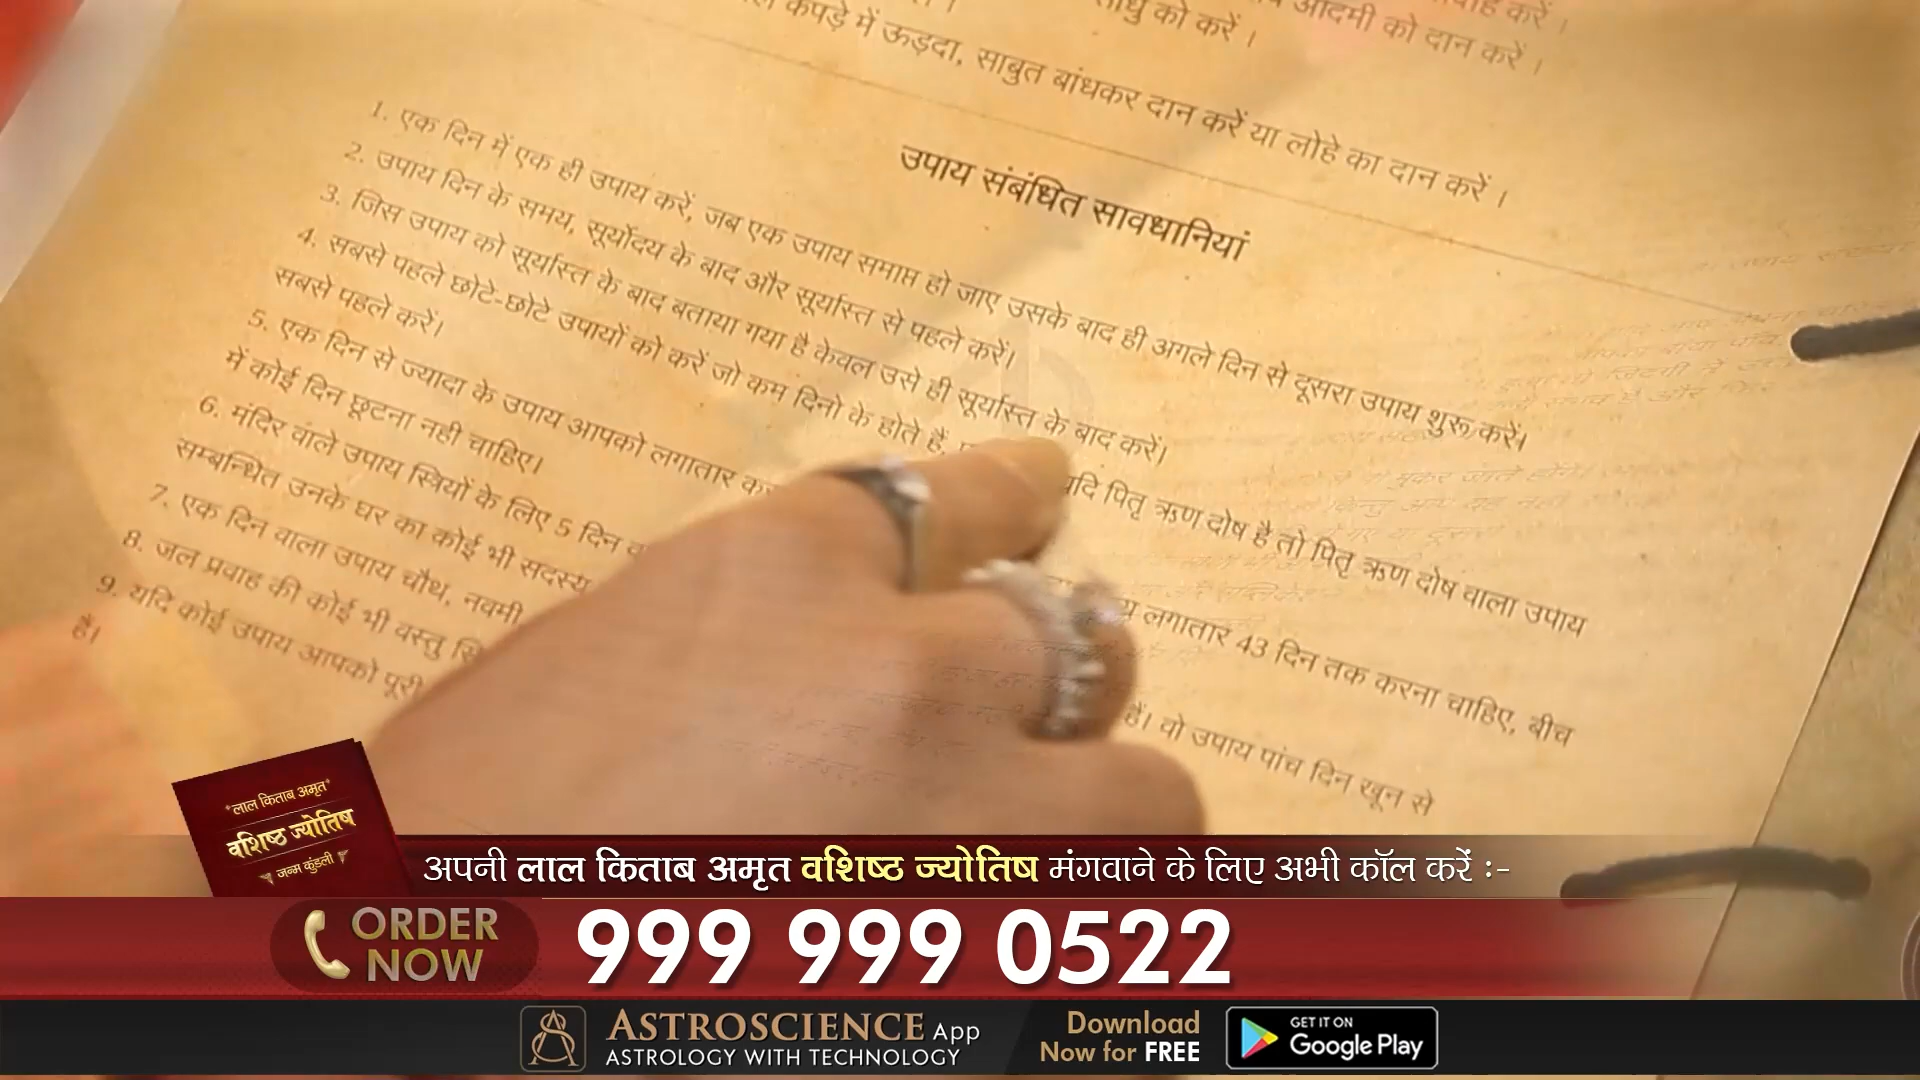 साधु को करें ।
आदमी को दान करें ।
कपड़े में ऊड़दा, साबुत बांधकर दान करें या लोहे का दान करें ।
उपाय संबंधित सावधानियां
1. एक दिन में एक ही उपाय करें, जब एक उपाय समाप्त हो जाए उसके बाद ही अगले दिन से दूसरा उपाय शुरू करें।
2. उपाय दिन के समय, सूर्योदय के बाद और सूर्यास्त से पहले करें।
3. जिस उपाय को सूर्यास्त के बाद बताया गया है केवल उसे ही सूर्यास्त के बाद करें।
4. सबसे पहले छोटे-छोटे उपायों को करें जो कम दिनो के होते हैं, यदि पितृ ऋण दोष है तो पितृ ऋण दोष वाला उपाय
सबसे पहले करें।
5. एक दिन से ज्यादा के उपाय आपको लगातार लगातार 43 दिन तक करना चाहिए, बीच
में कोई दिन छूटना नही चाहिए।
6. मंदिर वाले उपाय स्त्रियों के लिए 5 दिन हैं। वो उपाय पांच दिन खून से
सम्बन्धित उनके घर का कोई भी सदस्य
7. एक दिन वाला उपाय चौथ, नवमी
8. जल प्रवाह की कोई भी वस्तु
9. यदि कोई उपाय आपको पूरी
है।
लाल किताब अमृत
वशिष्ठ ज्योतिष
जन्म कुंडली
अपनी लाल किताब अमृत वशिष्ठ ज्योतिष मंगवाने के लिए अभी कॉल करें :-
ORDER
NOW
999 999 0522
ASTROSCIENCE App
ASTROLOGY WITH TECHNOLOGY
Download
Now for FREE
GET IT ON
Google Play